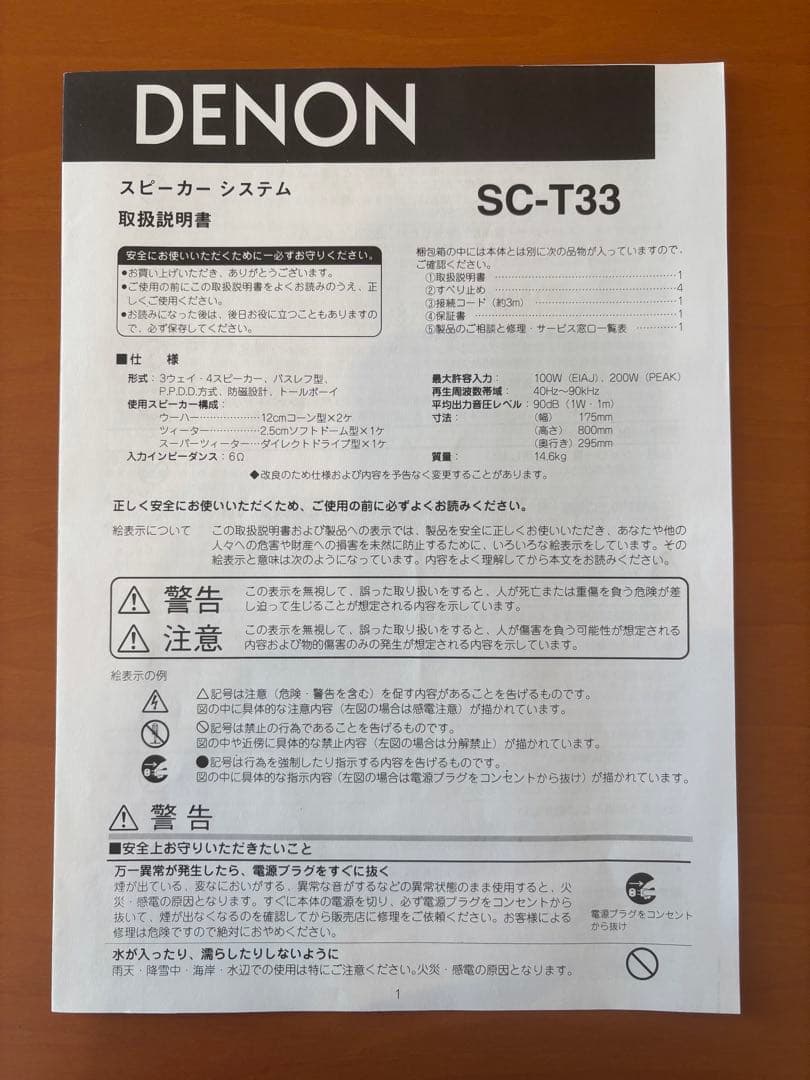 DENON
スピーカー システム
取扱説明書
SC-T33
安全にお使いいただくために一必ずお守りください。
●お買い上げいただき、ありがとうございます。
●ご使用の前にこの取扱説明書をよくお読みのうえ、正
しくご使用ください。
●お読みになった後は、後日お役に立つこともありますの
で、必ず保存してください。
梱包箱の中には本体とは別に次の品物が入っていますので、
ご確認ください。
①取扱説明書 ……………………………………1
②すべり止め ……………………………………4
③接続コード（約3m）……………………………1
④保証書 …………………………………………1
⑤製品のご相談と修理・サービス窓口一覧表 …………1
■仕　様
形式：3ウェイ・4スピーカー、バスレフ型、
P.P.D.D.方式、防磁設計、トールボーイ
使用スピーカー構成：
ウーハー………………12cmコーン型×2ケ
ツィーター……………2.5cmソフトドーム型×1ケ
スーパーツィーター…ダイレクトドライブ型×1ケ
入力インピーダンス：6Ω
最大許容入力：　100W（EIAJ）、200W（PEAK）
再生周波数帯域：　40Hz〜90kHz
平均出力音圧レベル：90dB（1W・1m）
寸法：　（幅）　175mm
（高さ）　800mm
（奥行き）295mm
質量：　14.6kg
◆改良のため仕様および内容を予告なく変更することがあります。
正しく安全にお使いいただくため、ご使用の前に必ずよくお読みください。
絵表示について　この取扱説明書および製品への表示では、製品を安全に正しくお使いいただき、あなたや他の
人々への危害や財産への損害を未然に防止するために、いろいろな絵表示をしています。その
絵表示と意味は次のようになっています。内容をよく理解してから本文をお読みください。
警告　この表示を無視して、誤った取り扱いをすると、人が死亡または重傷を負う危険が差
し迫って生じることが想定される内容を示しています。
注意　この表示を無視して、誤った取り扱いをすると、人が傷害を負う可能性が想定される
内容および物的傷害のみの発生が想定される内容を示しています。
絵表示の例
△記号は注意（危険・警告を含む）を促す内容があることを告げるものです。
図の中に具体的な注意内容（左図の場合は感電注意）が描かれています。
🛇記号は禁止の行為であることを告げるものです。
図の中や近傍に具体的な禁止内容（左図の場合は分解禁止）が描かれています。
●記号は行為を強制したり指示する内容を告げるものです。
図の中に具体的な指示内容（左図の場合は電源プラグをコンセントから抜け）が描かれています。
警告
■安全上お守りいただきたいこと
万一異常が発生したら、電源プラグをすぐに抜く
煙が出ている、変なにおいがする、異常な音がするなどの異常状態のまま使用すると、火
災・感電の原因となります。すぐに本体の電源を切り、必ず電源プラグをコンセントから
抜いて、煙が出なくなるのを確認してから販売店に修理をご依頼ください。お客様による
修理は危険ですので絶対におやめください。
電源プラグをコンセント
から抜け
水が入ったり、濡らしたりしないように
雨天・降雪中・海岸・水辺での使用は特にご注意ください。火災・感電の原因となります。
1